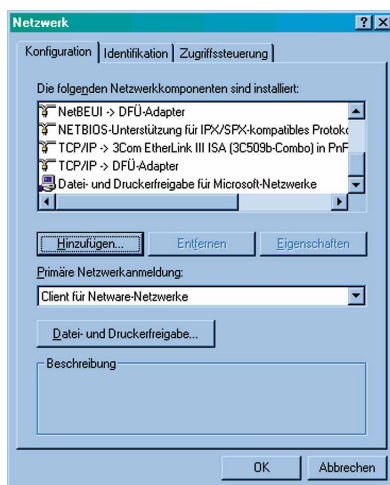 Netzwerk
Konfiguration Identifikation Zugriffssteuerung
Die folgenden Netzwerkkomponenten sind installiert:
NetBEUI -> DFÜ-Adapter
NETBIOS-Unterstützung für IPX/SPX-kompatibles Protoko
TCP/IP -> 3Com EtherLink III ISA (3C509b-Combo) in PnF
TCP/IP -> DFÜ-Adapter
Datei- und Druckerfreigabe für Microsoft-Netzwerke
Hinzufügen... Entfernen Eigenschaften
Primäre Netzwerkanmeldung:
Client für Netware-Netzwerke
Datei- und Druckerfreigabe...
Beschreibung
OK Abbrechen